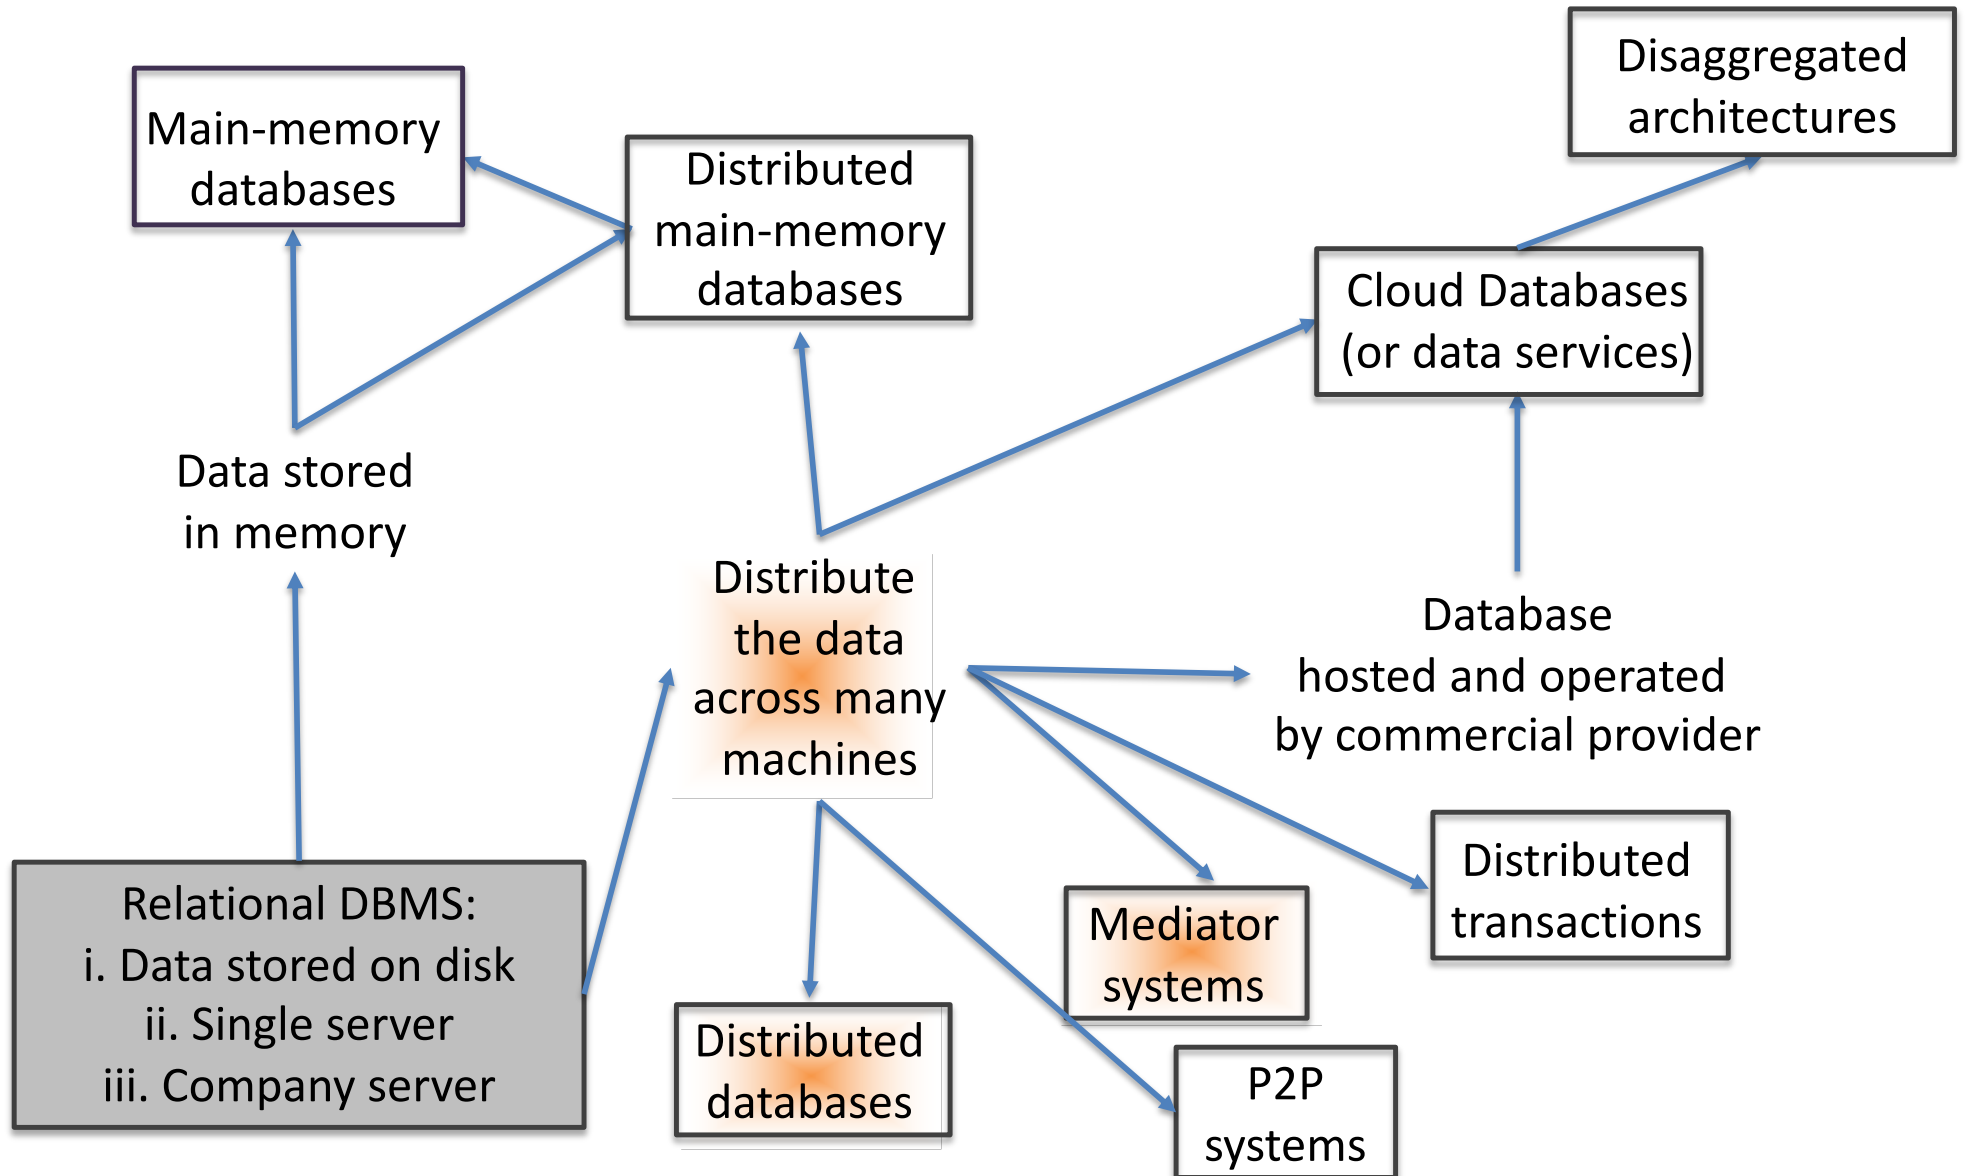 Disaggregated
architectures
Main-memory
databases
Distributed
main-memory
databases
Cloud Databases
(or data services)
Data stored
in memory
Distribute
the data
across many
machines
Database
hosted and operated
by commercial provider
Relational DBMS:
i. Data stored on disk
ii. Single server
iii. Company server
Distributed
transactions
Mediator
systems
Distributed
databases
P2P
systems